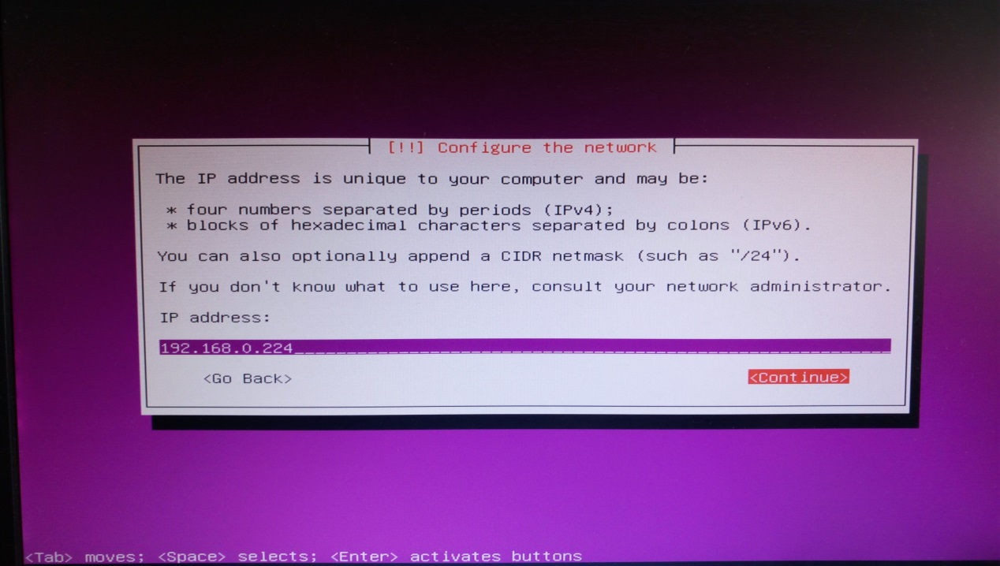 [!!] Configure the network
The IP address is unique to your computer and may be:
* four numbers separated by periods (IPv4);
* blocks of hexadecimal characters separated by colons (IPv6).
You can also optionally append a CIDR netmask (such as "/24").
If you don't know what to use here, consult your network administrator.
IP address:
192.168.0.224
<Go Back> <Continue>
<Tab> moves; <Space> selects; <Enter> activates buttons